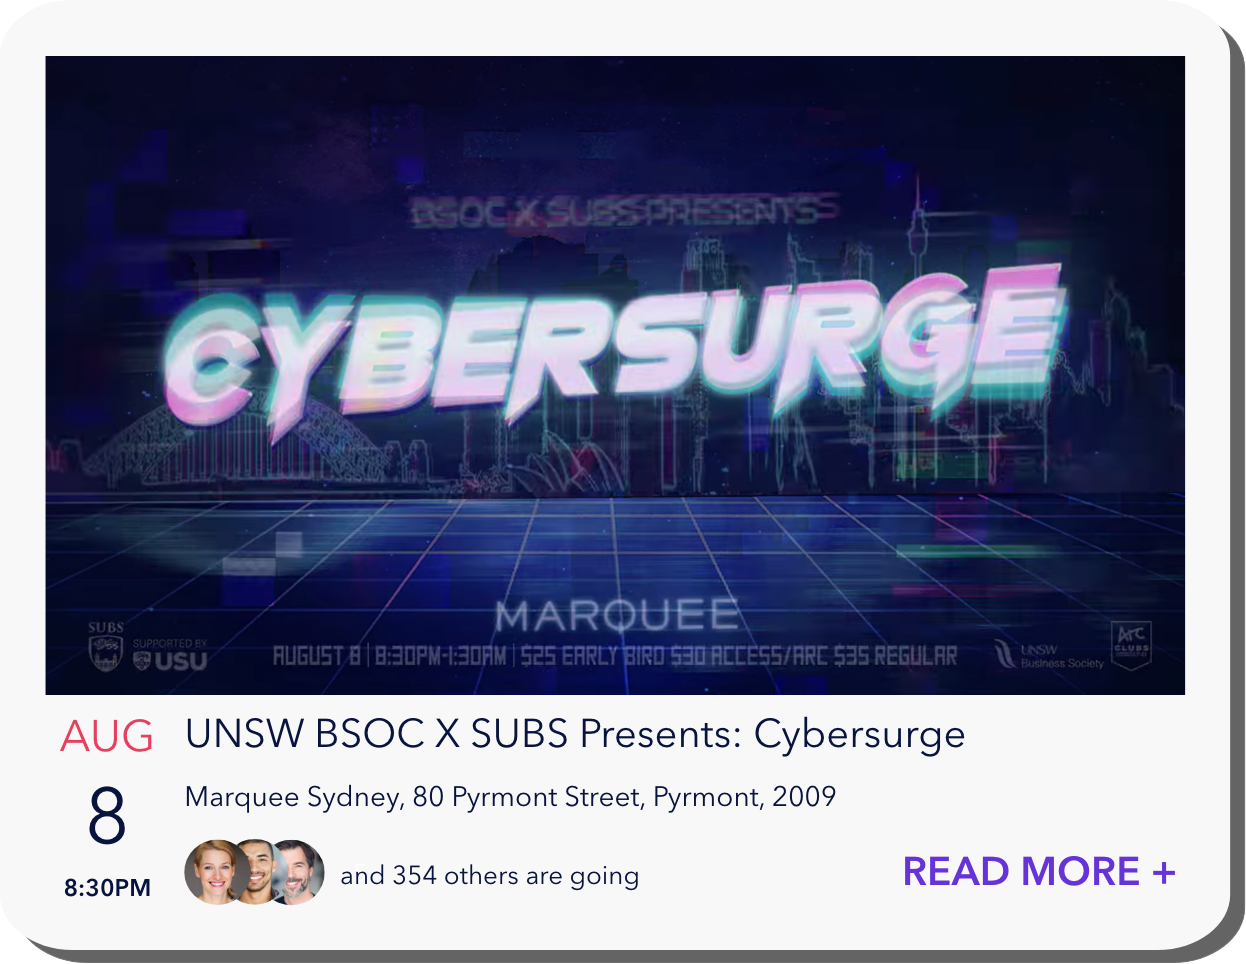 BSOC X SUBS PRESENTS
CYBERSURGE
MARQUEE
AUGUST 8 | 8:30PM-1:30AM | $25 EARLY BIRD $30 ACCESS/ARC $35 REGULAR
SUBS
SUPPORTED BY
USU
UNSW
Business Society
Arc
CLUBS
AUG
8
8:30PM
UNSW BSOC X SUBS Presents: Cybersurge
Marquee Sydney, 80 Pyrmont Street, Pyrmont, 2009
and 354 others are going
READ MORE +